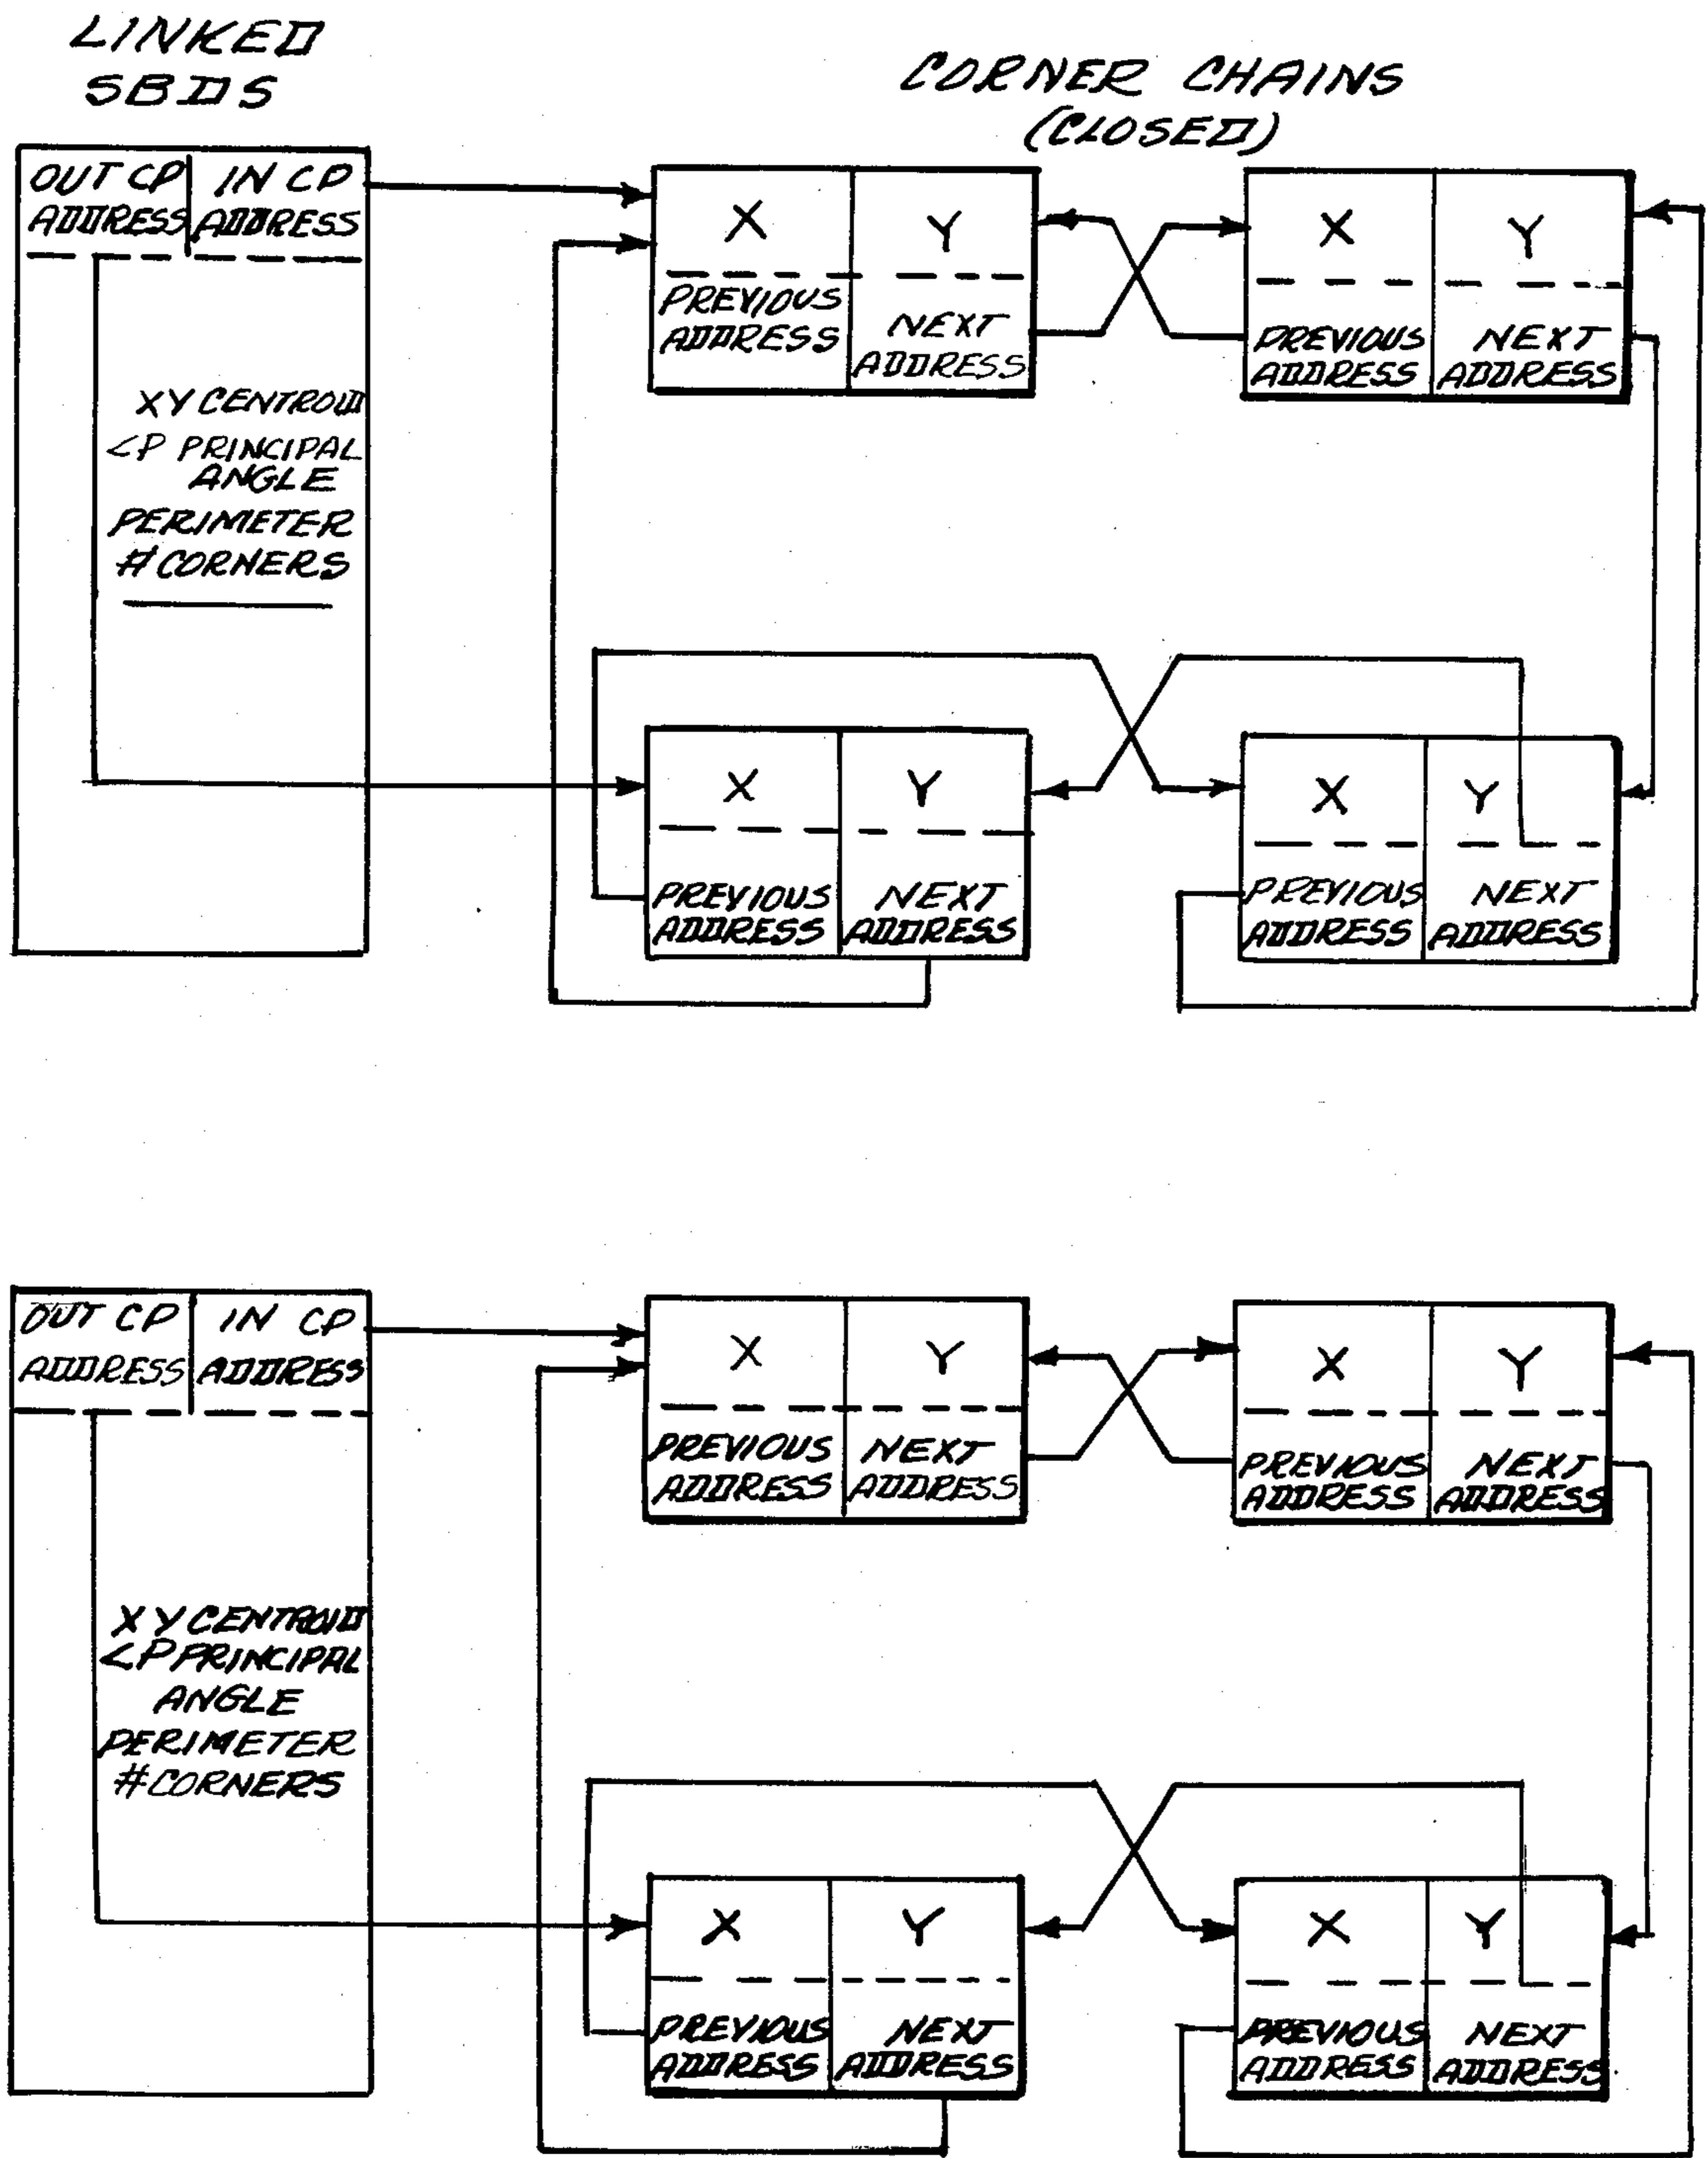 LINKED
SBDS
CORNER CHAINS
(CLOSED)
OUT CP IN CP
ADDRESS ADDRESS
XY CENTROID
<P PRINCIPAL
ANGLE
PERIMETER
# CORNERS
X Y
PREVIOUS NEXT
ADDRESS ADDRESS
X Y
PREVIOUS NEXT
ADDRESS ADDRESS
X Y
PREVIOUS NEXT
ADDRESS ADDRESS
X Y
PREVIOUS NEXT
ADDRESS ADDRESS
OUT CP IN CP
ADDRESS ADDRESS
XY CENTROID
<P PRINCIPAL
ANGLE
PERIMETER
# CORNERS
X Y
PREVIOUS NEXT
ADDRESS ADDRESS
X Y
PREVIOUS NEXT
ADDRESS ADDRESS
X Y
PREVIOUS NEXT
ADDRESS ADDRESS
X Y
PREVIOUS NEXT
ADDRESS ADDRESS